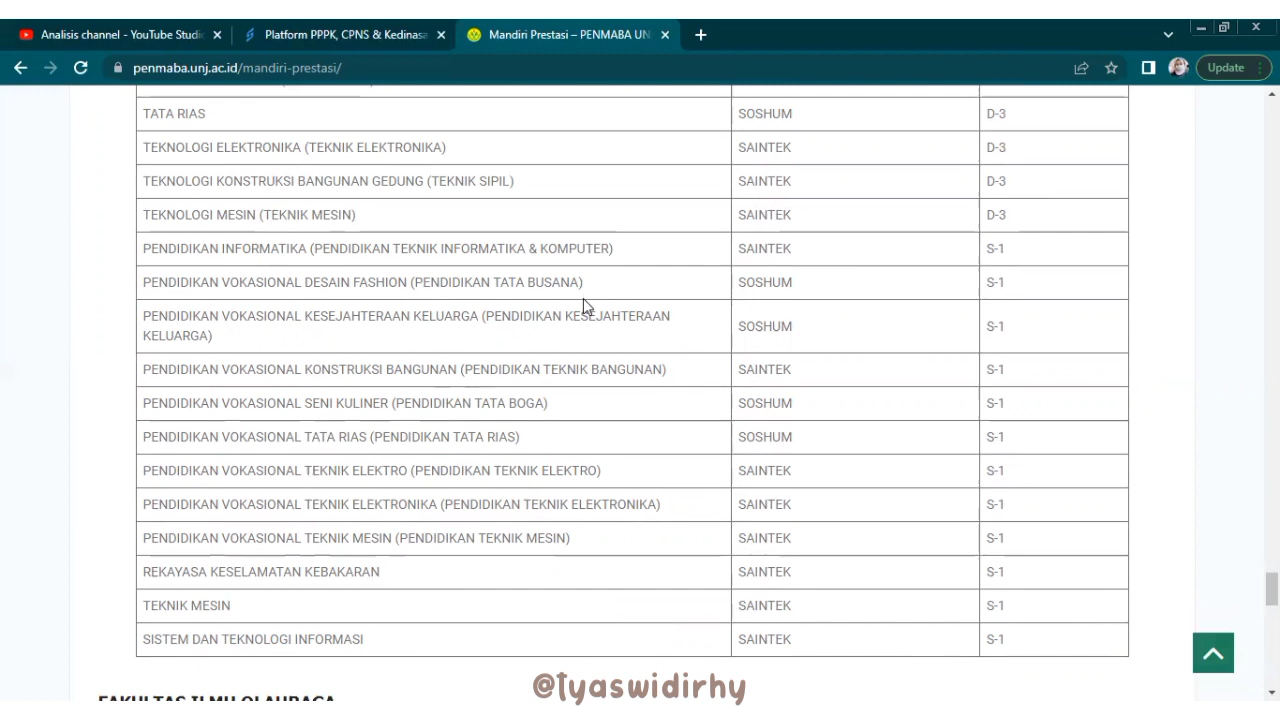 Analisis channel - YouTube Studio
Platform PPPK, CPNS & Kedinasa
Mandiri Prestasi – PENMABA UN
penmaba.unj.ac.id/mandiri-prestasi/
Update
TATA RIAS SOSHUM D-3
TEKNOLOGI ELEKTRONIKA (TEKNIK ELEKTRONIKA) SAINTEK D-3
TEKNOLOGI KONSTRUKSI BANGUNAN GEDUNG (TEKNIK SIPIL) SAINTEK D-3
TEKNOLOGI MESIN (TEKNIK MESIN) SAINTEK D-3
PENDIDIKAN INFORMATIKA (PENDIDIKAN TEKNIK INFORMATIKA & KOMPUTER) SAINTEK S-1
PENDIDIKAN VOKASIONAL DESAIN FASHION (PENDIDIKAN TATA BUSANA) SOSHUM S-1
PENDIDIKAN VOKASIONAL KESEJAHTERAAN KELUARGA (PENDIDIKAN KESEJAHTERAAN
KELUARGA) SOSHUM S-1
PENDIDIKAN VOKASIONAL KONSTRUKSI BANGUNAN (PENDIDIKAN TEKNIK BANGUNAN) SAINTEK S-1
PENDIDIKAN VOKASIONAL SENI KULINER (PENDIDIKAN TATA BOGA) SOSHUM S-1
PENDIDIKAN VOKASIONAL TATA RIAS (PENDIDIKAN TATA RIAS) SOSHUM S-1
PENDIDIKAN VOKASIONAL TEKNIK ELEKTRO (PENDIDIKAN TEKNIK ELEKTRO) SAINTEK S-1
PENDIDIKAN VOKASIONAL TEKNIK ELEKTRONIKA (PENDIDIKAN TEKNIK ELEKTRONIKA) SAINTEK S-1
PENDIDIKAN VOKASIONAL TEKNIK MESIN (PENDIDIKAN TEKNIK MESIN) SAINTEK S-1
REKAYASA KESELAMATAN KEBAKARAN SAINTEK S-1
TEKNIK MESIN SAINTEK S-1
SISTEM DAN TEKNOLOGI INFORMASI SAINTEK S-1
@tyaswidirhy
FAKULTAS ILMU OLAHRAGA